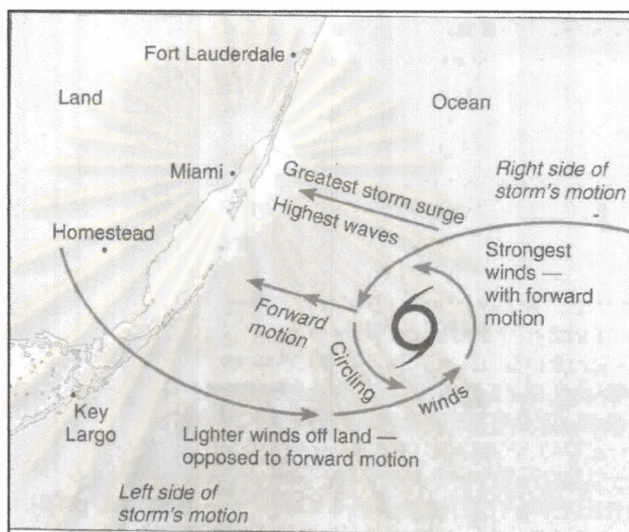 Fort Lauderdale
Land
Ocean
Miami
Right side of
storm's motion
Greatest storm surge
Highest waves
Homestead
Strongest
winds —
with forward
motion
Forward
motion
Circling
winds
Key
Largo
Lighter winds off land —
opposed to forward motion
Left side of
storm's motion